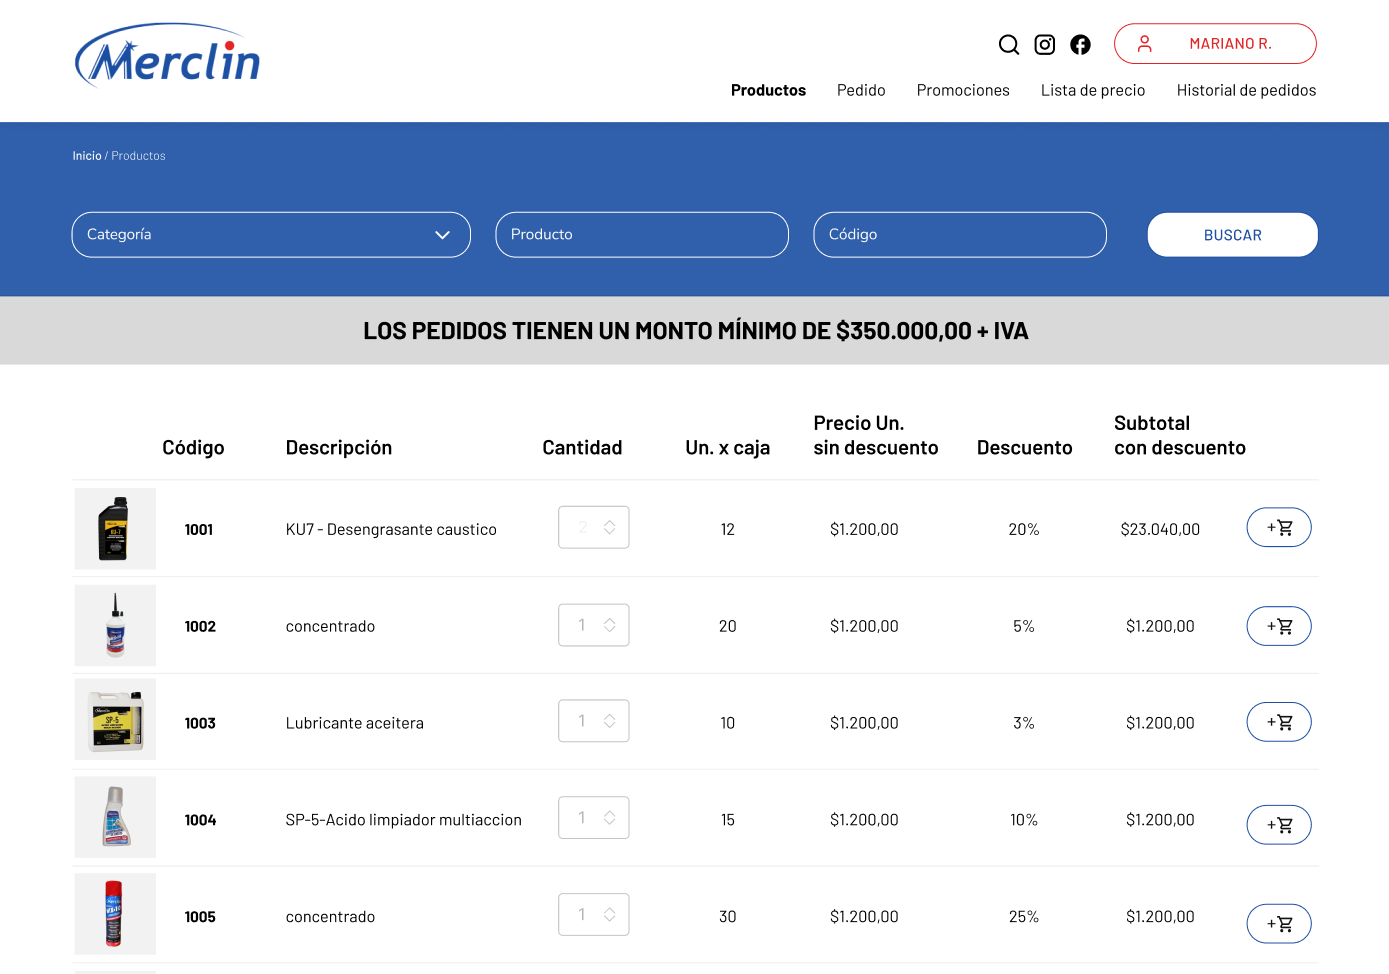 Merclin
MARIANO R.
Productos Pedido Promociones Lista de precio Historial de pedidos
Inicio / Productos
Categoría Producto Código BUSCAR
LOS PEDIDOS TIENEN UN MONTO MÍNIMO DE $350.000,00 + IVA
Código Descripción Cantidad Un. x caja Precio Un. sin descuento Descuento Subtotal con descuento
1001 KU7 - Desengrasante caustico 2 12 $1.200,00 20% $23.040,00 +
1002 concentrado 1 20 $1.200,00 5% $1.200,00 +
SP-5
1003 Lubricante aceitera 1 10 $1.200,00 3% $1.200,00 +
1004 SP-5-Acido limpiador multiaccion 1 15 $1.200,00 10% $1.200,00 +
1005 concentrado 1 30 $1.200,00 25% $1.200,00 +